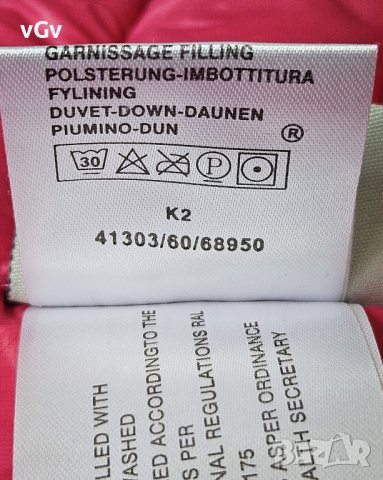 vGv
GARNISSAGE FILLING
POLSTERUNG-IMBOTTITURA
FYLINING
DUVET-DOWN-DAUNEN
PIUMINO-DUN
®
30 P
K2
41303/60/68950
LLED WITH
WASHED
ED ACCORDINGTO THE
S PER
NAL REGULATIONS RAL
175
ASPER ORDINANCE
SECRETARY
BAZAR